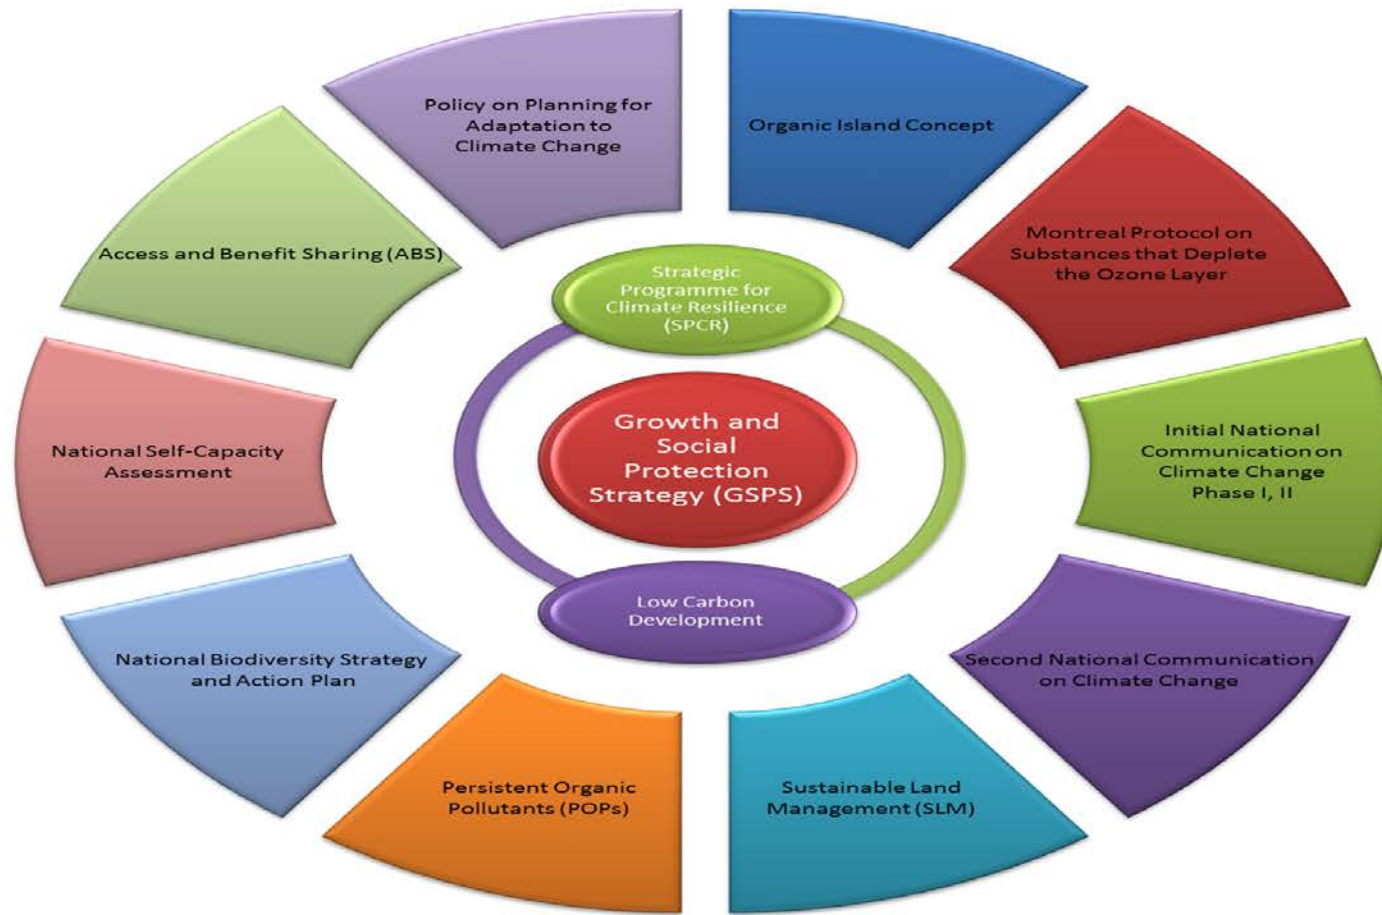 Policy on Planning for
Adaptation to
Climate Change
Organic Island Concept
Access and Benefit Sharing (ABS)
Montreal Protocol on
Substances that Deplete
the Ozone Layer
Strategic
Programme for
Climate Resilience
(SPCR)
National Self-Capacity
Assessment
Growth and
Social
Protection
Strategy (GSPS)
Initial National
Communication on
Climate Change
Phase I, II
Low Carbon
Development
National Biodiversity Strategy
and Action Plan
Second National Communication
on Climate Change
Persistent Organic
Pollutants (POPs)
Sustainable Land
Management (SLM)